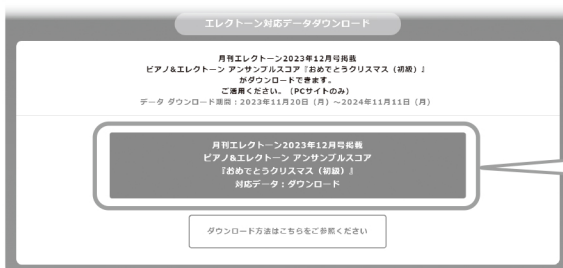 エレクトーン対応データダウンロード
月刊エレクトーン2023年12月号掲載
ピアノ&エレクトーン アンサンブルスコア『おめでとうクリスマス（初級）』
がダウンロードできます。
ご活用ください。（PCサイトのみ）
データ ダウンロード期間：2023年11月20日（月）～2024年11月11日（月）
月刊エレクトーン2023年12月号掲載
ピアノ&エレクトーン アンサンブルスコア
『おめでとうクリスマス（初級）』
対応データ：ダウンロード
ダウンロード方法はこちらをご参照ください